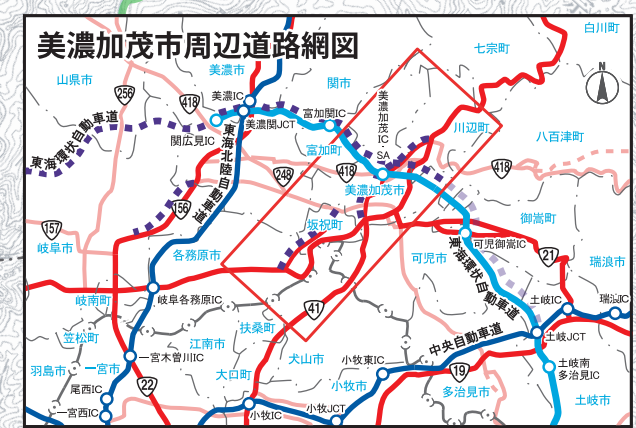 美濃加茂市周辺道路網図
白川町
七宗町
N
山県市
美濃市
関市
256
418
美濃IC
美濃加茂IC
SA
富加関IC
川辺町
八百津町
東海環状自動車道
関広見IC
美濃関JCT
富加町
418
418
248
美濃加茂市
東海北陸自動車道
156
157
坂祝町
御嵩町
岐阜市
各務原市
可児市
可児御嵩IC
21
瑞浪市
東海環状自動車道
岐南町
岐阜各務原IC
41
土岐IC
瑞浪IC
扶桑町
笠松町
江南市
中央自動車道
土岐JCT
羽島市
一宮市
一宮木曽川IC
犬山市
小牧東IC
19
土岐南
多治見IC
22
大口町
小牧市
多治見市
尾西IC
土岐市
一宮西IC
小牧IC
小牧JCT